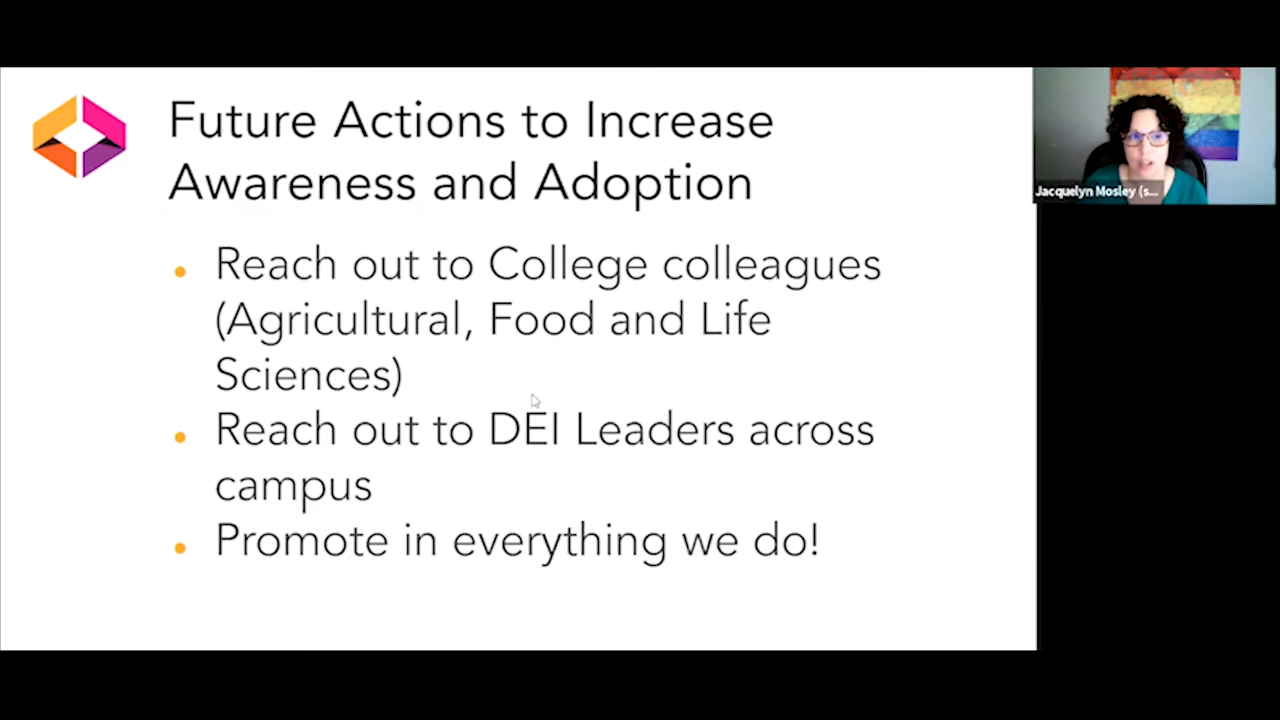 Future Actions to Increase
Awareness and Adoption
Reach out to College colleagues
(Agricultural, Food and Life
Sciences)
Reach out to DEI Leaders across
campus
Promote in everything we do!
Jacquelyn Mosley (s...